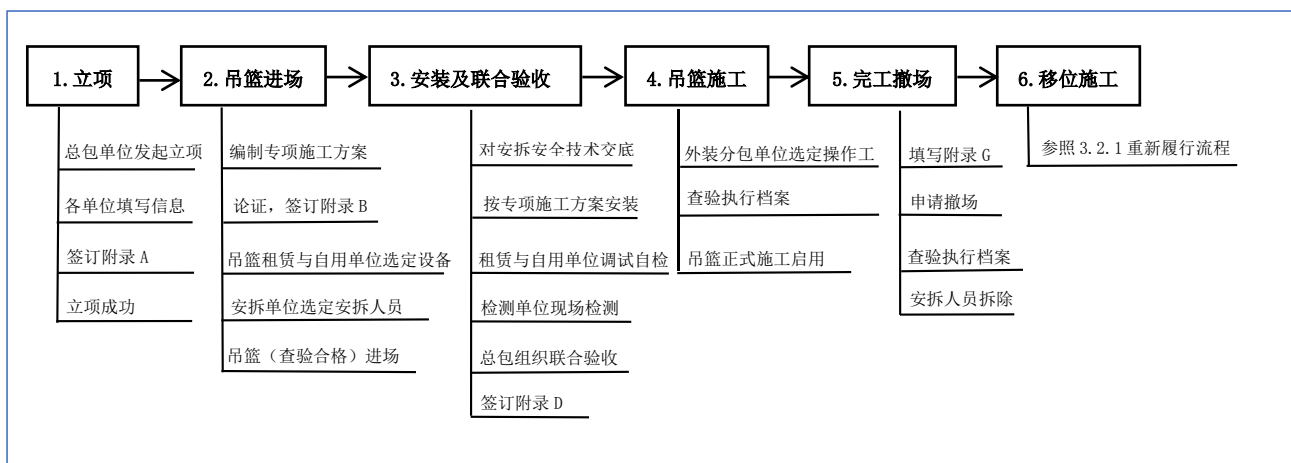 1.立项
2.吊篮进场
3.安装及联合验收
4.吊篮施工
5.完工撤场
6.移位施工
总包单位发起立项
各单位填写信息
签订附录 A
立项成功
编制专项施工方案
论证，签订附录 B
吊篮租赁与自用单位选定设备
安拆单位选定安拆人员
吊篮（查验合格）进场
对安拆安全技术交底
按专项施工方案安装
租赁与自用单位调试自检
检测单位现场检测
总包组织联合验收
签订附录 D
外装分包单位选定操作工
查验执行档案
吊篮正式施工启用
填写附录 G
申请撤场
查验执行档案
安拆人员拆除
参照 3.2.1 重新履行流程